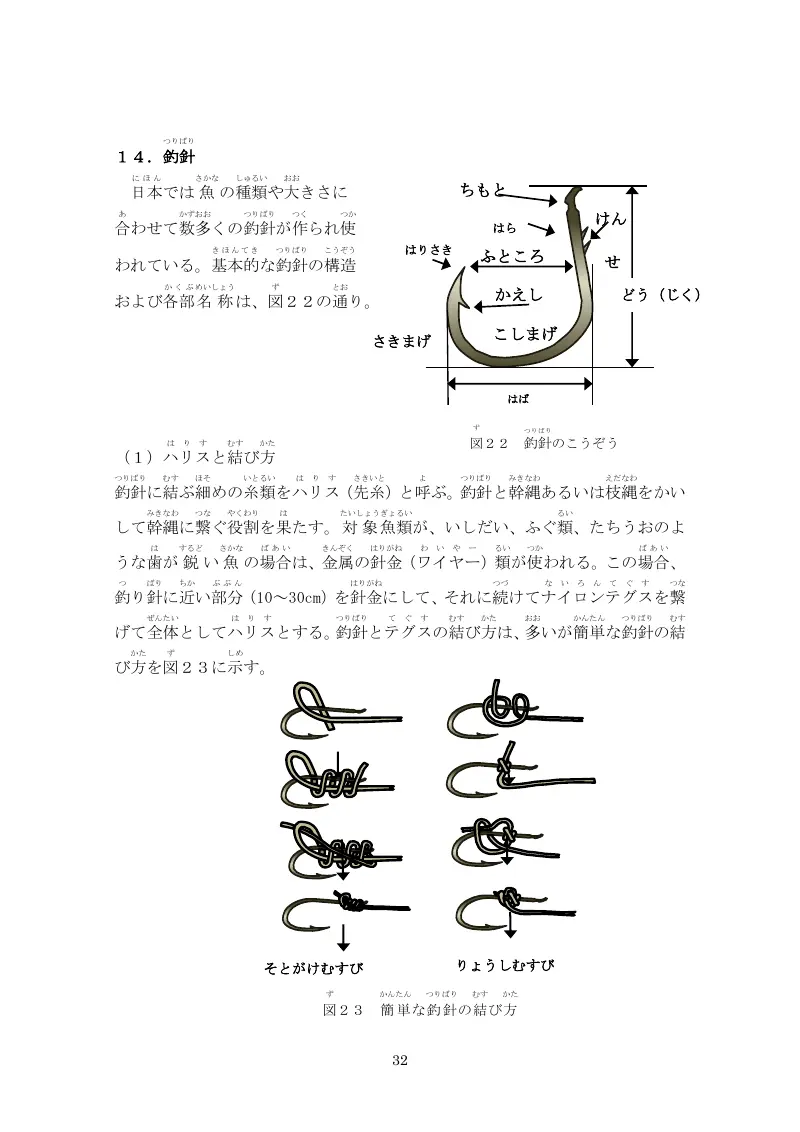 つりばり
１４．釣針
にほん　さかな　しゅるい　おお
日本では魚の種類や大きさに
あ　かずおお　つりばり　つく　つか
合わせて数多くの釣針が作られ使
きほんてき　つりばり　こうぞう
われている。基本的な釣針の構造
かくぶめいしょう　ず　とお
および各部名称は、図２２の通り。
ちもと
けん
はら
はりさき
ふところ
せ
かえし
どう（じく）
こしまげ
さきまげ
はば
ず　つりばり
図２２　釣針のこうぞう
はりす　むす　かた
（１）ハリスと結び方
つりばり　むす　ほそ　いとるい　はりす　さきいと　よ　つりばり　みきなわ　えだなわ
釣針に結ぶ細めの糸類をハリス（先糸）と呼ぶ。釣針と幹縄あるいは枝縄をかい
みきなわ　つな　やくわり　は　たいしょうぎょるい　るい
して幹縄に繋ぐ役割を果たす。対象魚類が、いしだい、ふぐ類、たちうおのよ
は　するど　さかな　ばあい　きんぞく　はりがね　わいやー　るい　つか　ばあい
うな歯が鋭い魚の場合は、金属の針金（ワイヤー）類が使われる。この場合、
つ　ばり　ちか　ぶぶん　はりがね　つづ　ないろんてぐす　つな
釣り針に近い部分（10～30cm）を針金にして、それに続けてナイロンテグスを繋
ぜんたい　はりす　つりばり　てぐす　むす　かた　おお　かんたん　つりばり　むす
げて全体としてハリスとする。釣針とテグスの結び方は、多いが簡単な釣針の結
かた　ず　しめ
び方を図２３に示す。
そとがけむすび
りょうしむすび
ず　かんたん　つりばり　むす　かた
図２３　簡単な釣針の結び方
32